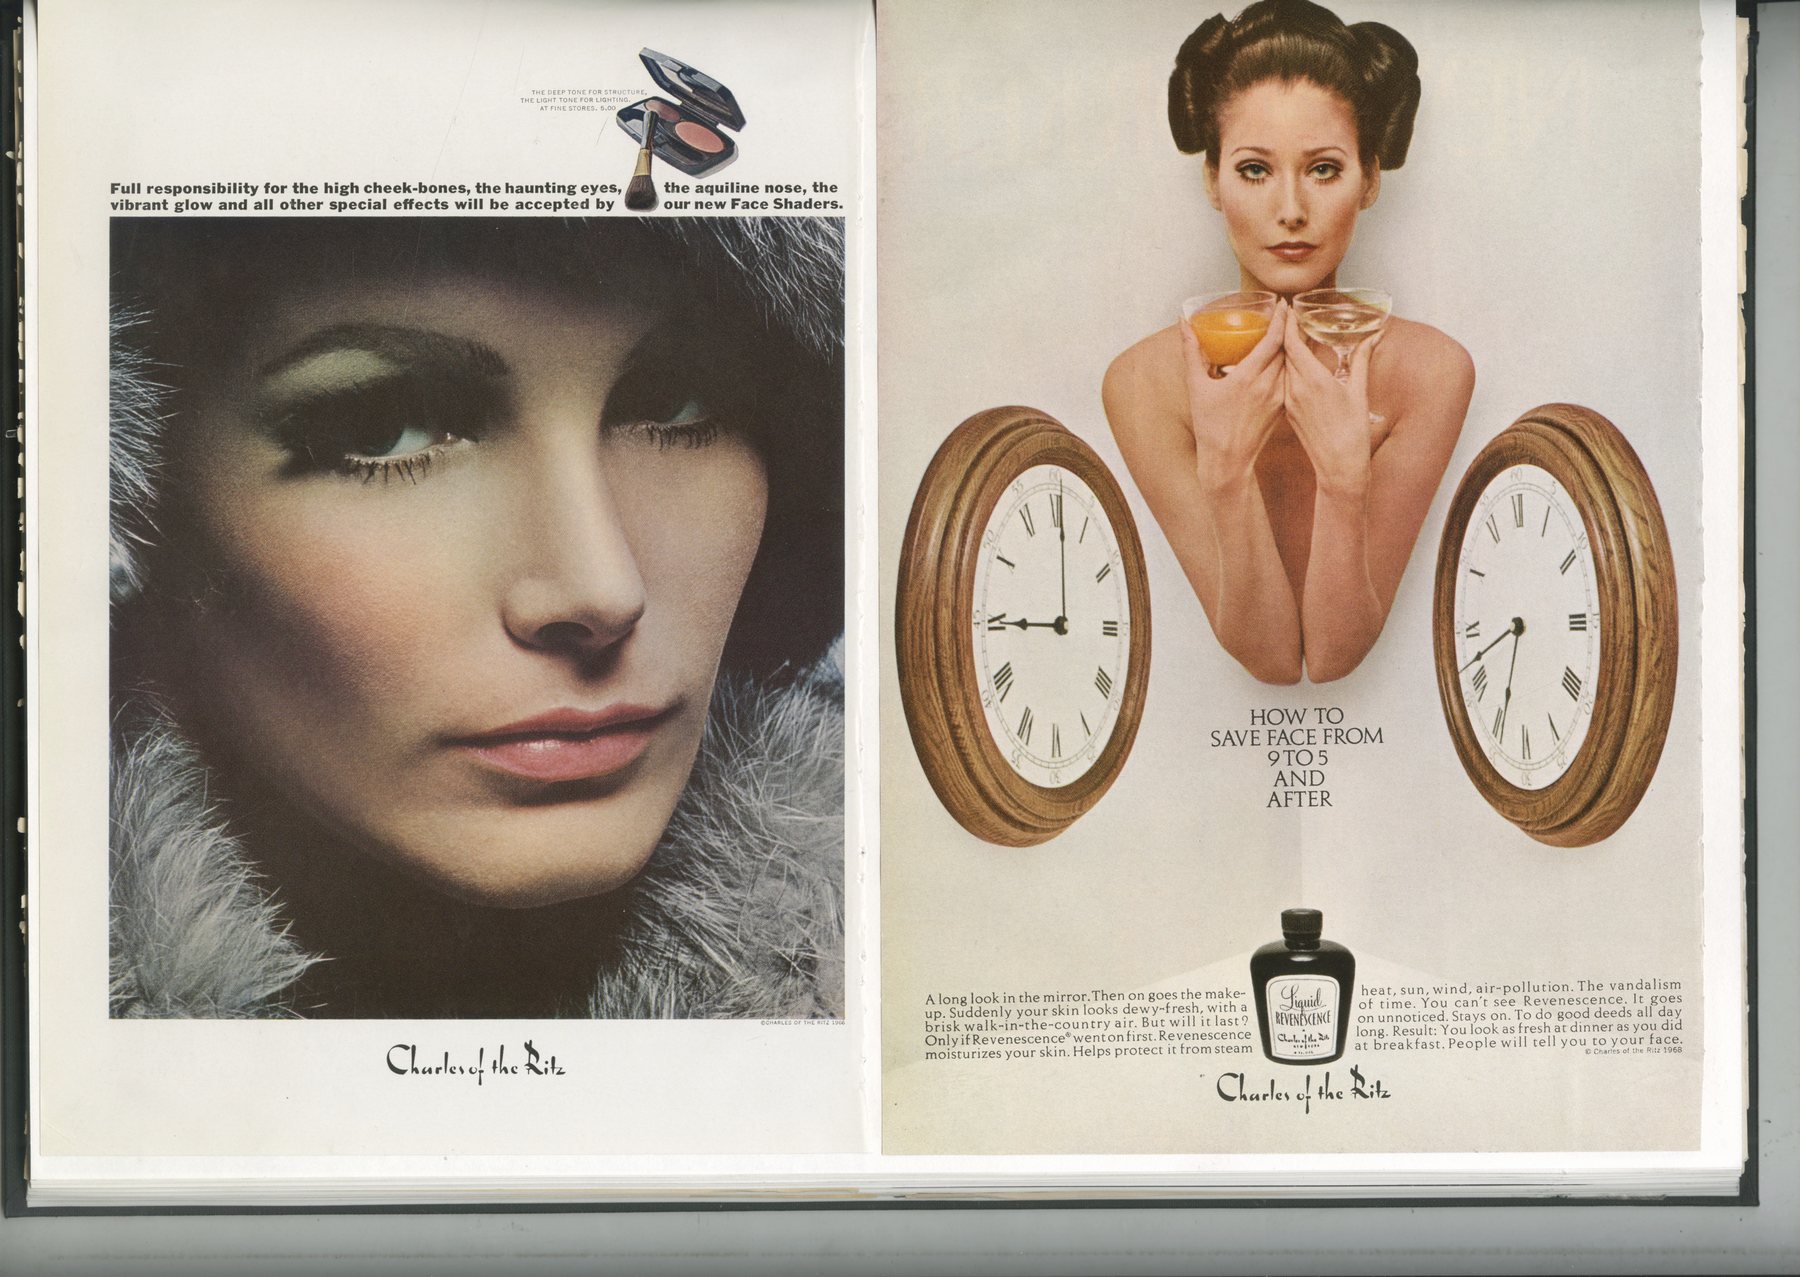 THE DEEP TONE FOR STRUCTURE,
THE LIGHT TONE FOR LIGHTING.
AT FINE STORES. 5.00
Full responsibility for the high cheek-bones, the haunting eyes, the aquiline nose, the
vibrant glow and all other special effects will be accepted by our new Face Shaders.
©CHARLES OF THE RITZ 1966
Charles of the Ritz
HOW TO
SAVE FACE FROM
9 TO 5
AND
AFTER
A long look in the mirror. Then on goes the make-
up. Suddenly your skin looks dewy-fresh, with a
brisk walk-in-the-country air. But will it last?
Only if Revenescence® went on first. Revenescence
moisturizes your skin. Helps protect it from steam
heat, sun, wind, air-pollution. The vandalism
of time. You can't see Revenescence. It goes
on unnoticed. Stays on. To do good deeds all day
long. Result: You look as fresh at dinner as you did
at breakfast. People will tell you to your face.
© Charles of the Ritz 1968
Liquid
REVENESCENCE
Charles of the Ritz
NEW YORK
Charles of the Ritz